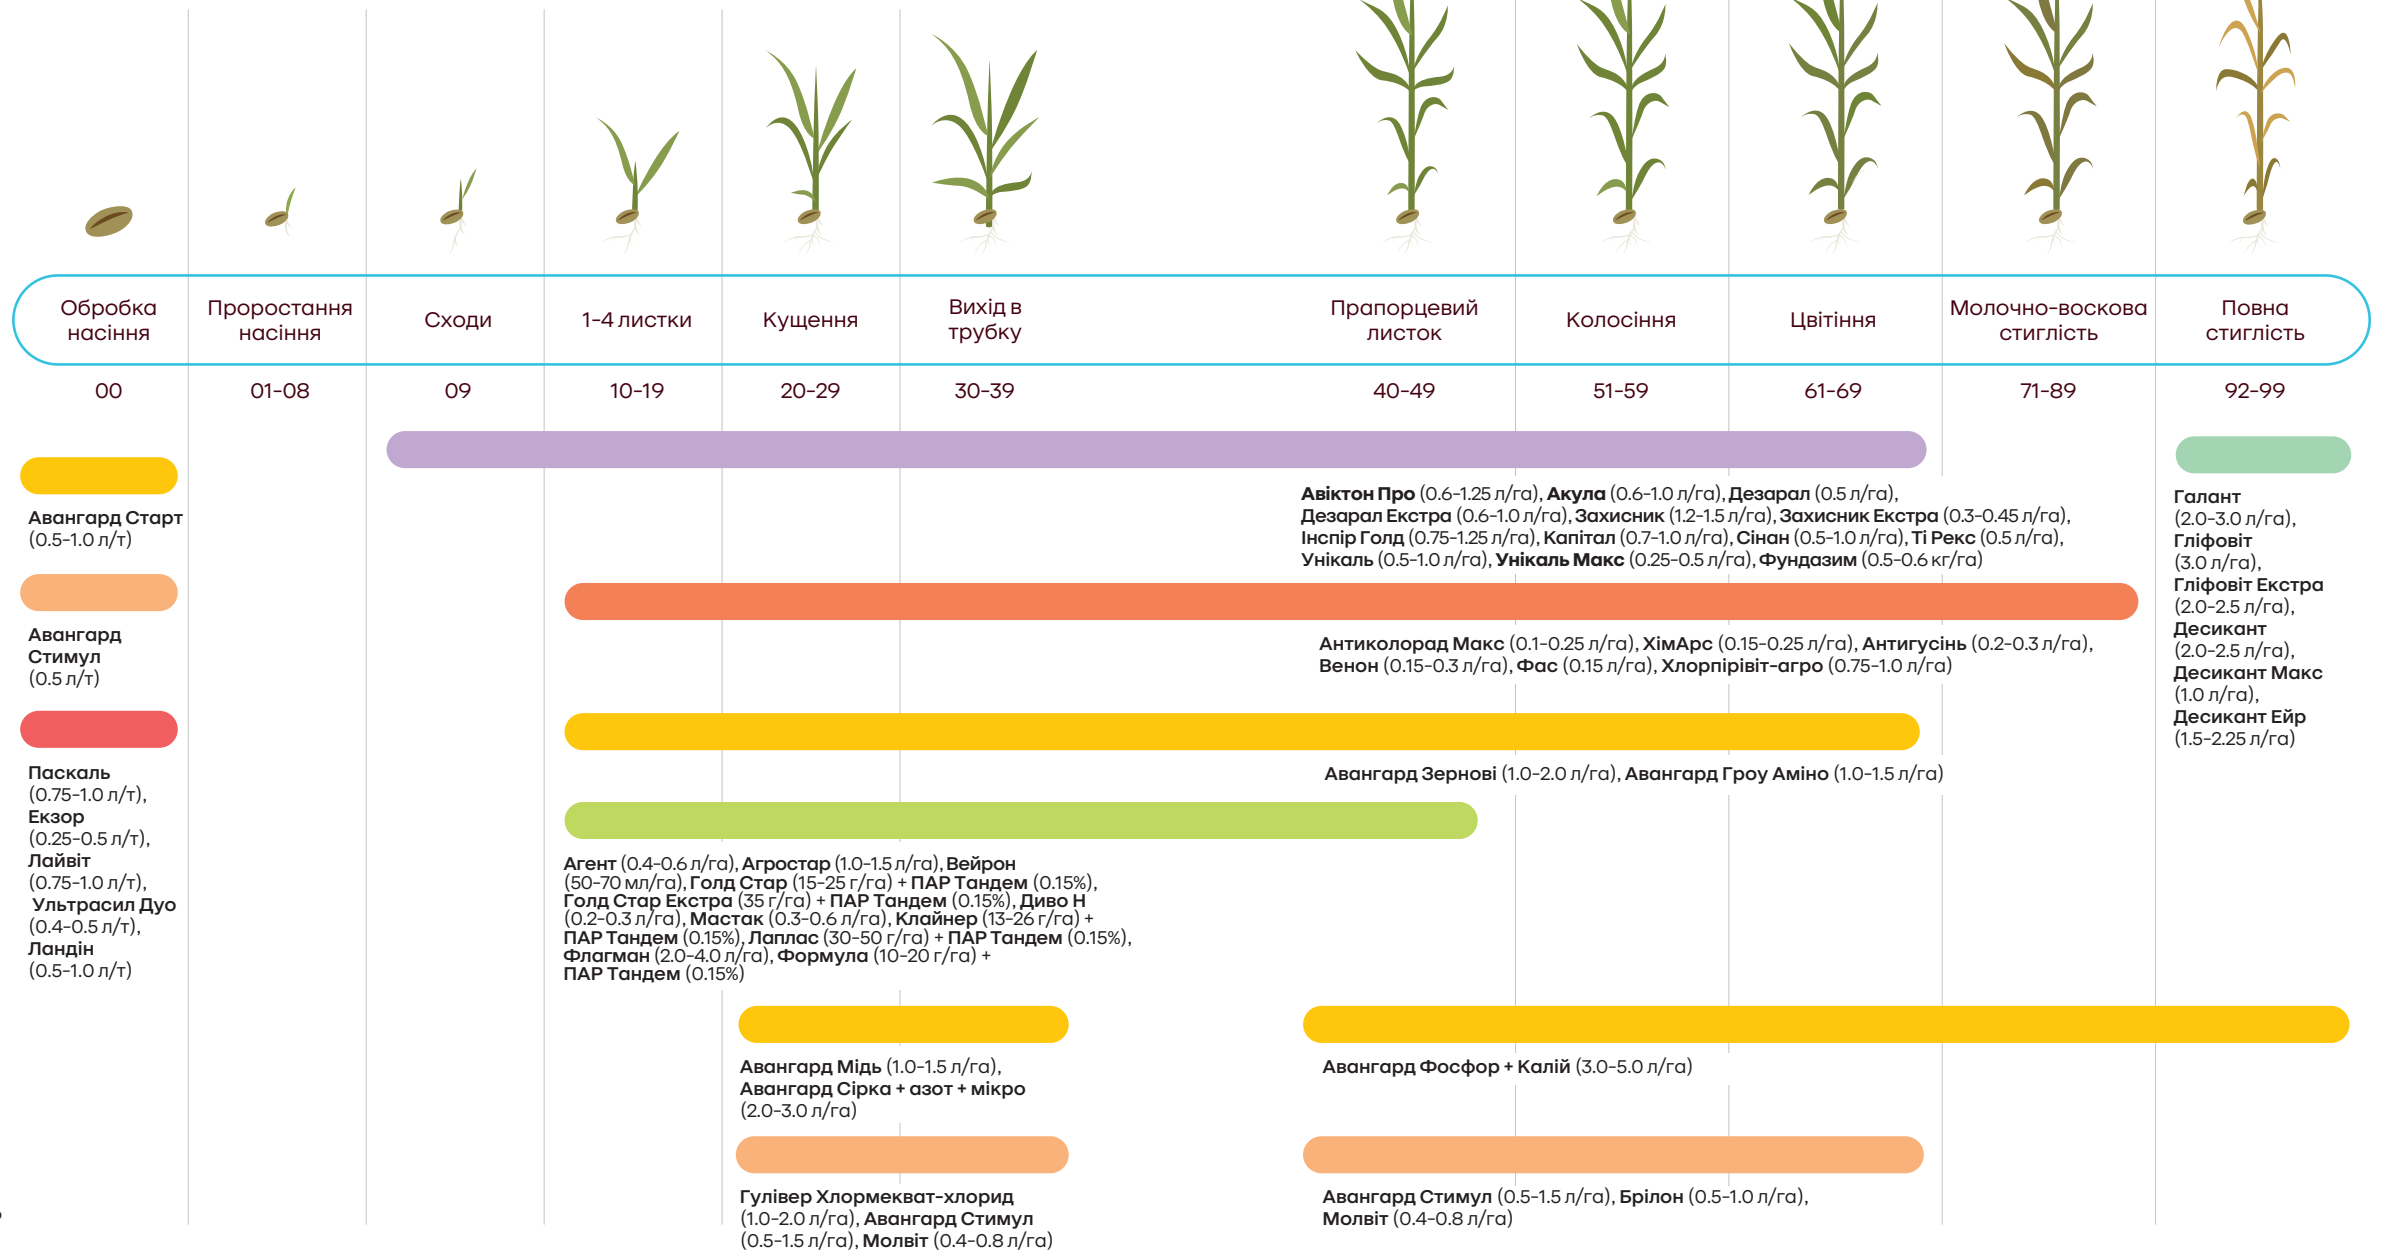 Обробка
насіння
Проростання
насіння
Сходи
1-4 листки
Кущення
Вихід в
трубку
Прапорцевий
листок
Колосіння
Цвітіння
Молочно-воскова
стиглість
Повна
стиглість
00
01-08
09
10-19
20-29
30-39
40-49
51-59
61-69
71-89
92-99
Авангард Старт
(0.5-1.0 л/т)
Авангард
Стимул
(0.5 л/т)
Паскаль
(0.75-1.0 л/т),
Екзор
(0.25-0.5 л/т),
Лайвіт
(0.75-1.0 л/т),
Ультрасил Дуо
(0.4-0.5 л/т),
Ландін
(0.5-1.0 л/т)
Авіктон Про (0.6-1.25 л/га), Акула (0.6-1.0 л/га), Дезарал (0.5 л/га),
Дезарал Екстра (0.6-1.0 л/га), Захисник (1.2-1.5 л/га), Захисник Екстра (0.3-0.45 л/га),
Інспір Голд (0.75-1.25 л/га), Капітал (0.7-1.0 л/га), Сінан (0.5-1.0 л/га), Ті Рекс (0.5 л/га),
Унікаль (0.5-1.0 л/га), Унікаль Макс (0.25-0.5 л/га), Фундазим (0.5-0.6 кг/га)
Антиколорад Макс (0.1-0.25 л/га), ХімАрс (0.15-0.25 л/га), Антигусінь (0.2-0.3 л/га),
Венон (0.15-0.3 л/га), Фас (0.15 л/га), Хлорпірівіт-агро (0.75-1.0 л/га)
Авангард Зернові (1.0-2.0 л/га), Авангард Гроу Аміно (1.0-1.5 л/га)
Агент (0.4-0.6 л/га), Агростар (1.0-1.5 л/га), Вейрон
(50-70 мл/га), Голд Стар (15-25 г/га) + ПАР Тандем (0.15%),
Голд Стар Екстра (35 г/га) + ПАР Тандем (0.15%), Диво Н
(0.2-0.3 л/га), Мастак (0.3-0.6 л/га), Клайнер (13-26 г/га) +
ПАР Тандем (0.15%), Лаплас (30-50 г/га) + ПАР Тандем (0.15%),
Флагман (2.0-4.0 л/га), Формула (10-20 г/га) +
ПАР Тандем (0.15%)
Авангард Мідь (1.0-1.5 л/га),
Авангард Сірка + азот + мікро
(2.0-3.0 л/га)
Авангард Фосфор + Калій (3.0-5.0 л/га)
Гулівер Хлормекват-хлорид
(1.0-2.0 л/га), Авангард Стимул
(0.5-1.5 л/га), Молвіт (0.4-0.8 л/га)
Авангард Стимул (0.5-1.5 л/га), Брілон (0.5-1.0 л/га),
Молвіт (0.4-0.8 л/га)
Галант
(2.0-3.0 л/га),
Гліфовіт
(3.0 л/га),
Гліфовіт Екстра
(2.0-2.5 л/га),
Десикант
(2.0-2.5 л/га),
Десикант Макс
(1.0 л/га),
Десикант Ейр
(1.5-2.25 л/га)